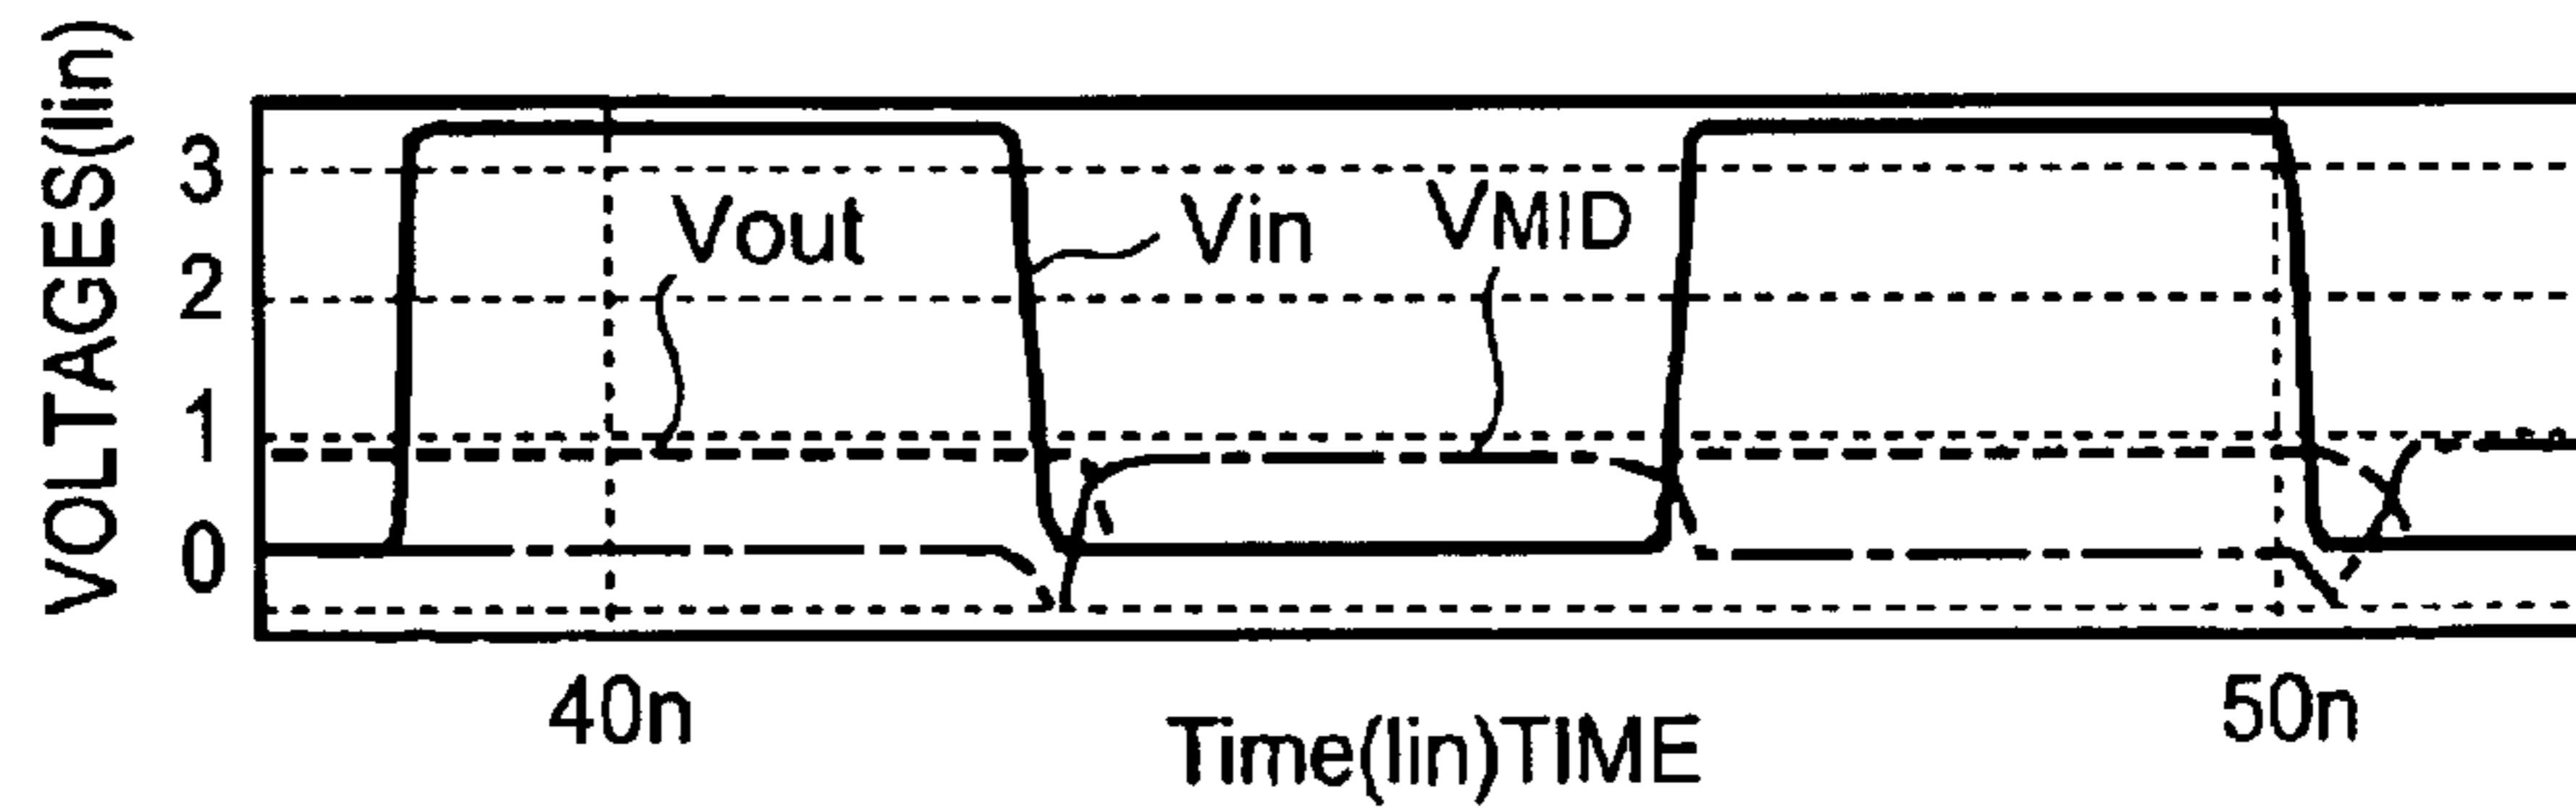 VOLTAGES(lin)
3
2
1
0
Vout
Vin
VMID
40n
50n
Time(lin)TIME